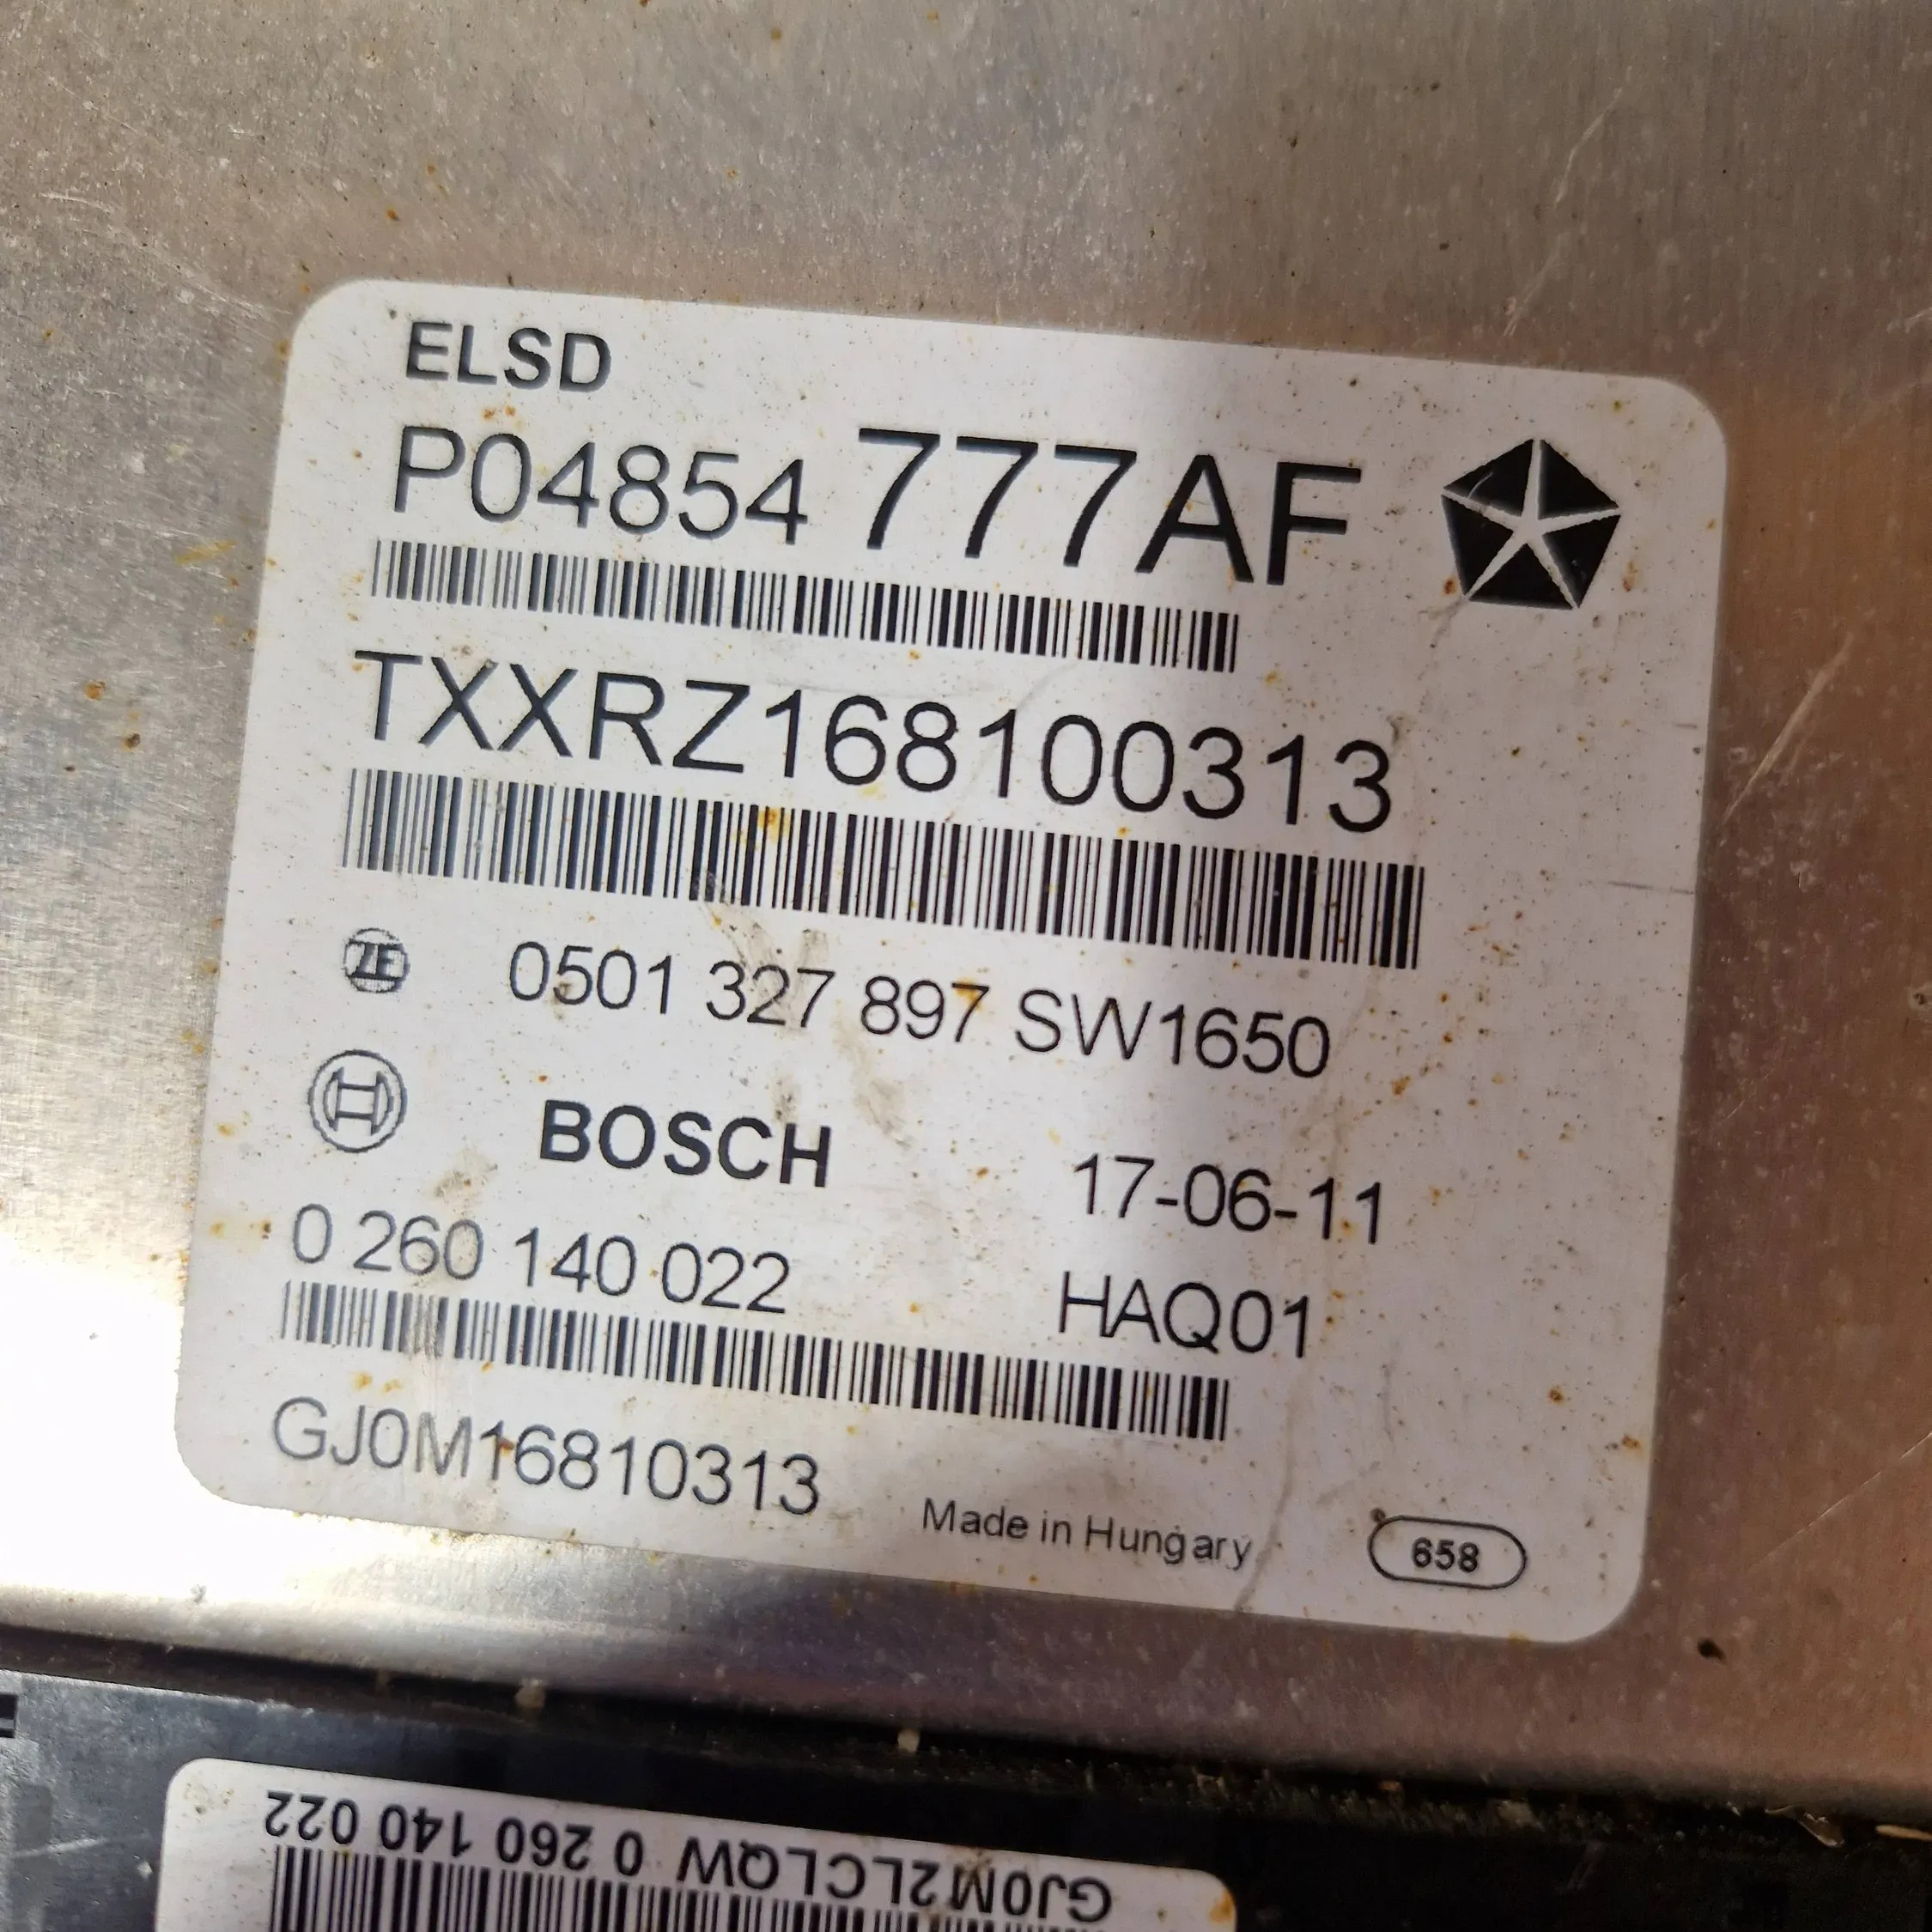 ELSD
P04854 777AF
TXXRZ168100313
ZF 0501 327 897 SW1650
BOSCH 17-06-11
0 260 140 022 HAQ01
GJ0M16810313
Made in Hungary 658
GJ0M2LCLQW 0 260 140 022